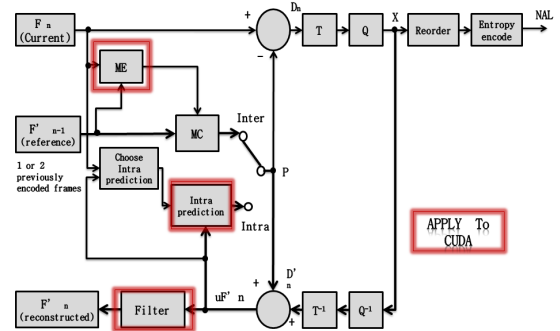 F n
(Current)
+
Dn
T
Q
X
Reorder
Entropy
encode
NAL
ME
−
F' n-1
(reference)
MC
Inter
1 or 2
previously
encoded frames
Choose
Intra
prediction
P
Intra
prediction
Intra
APPLY To
CUDA
F' n
(reconstructed)
Filter
uF' n
+
D'n
+
T-1
Q-1